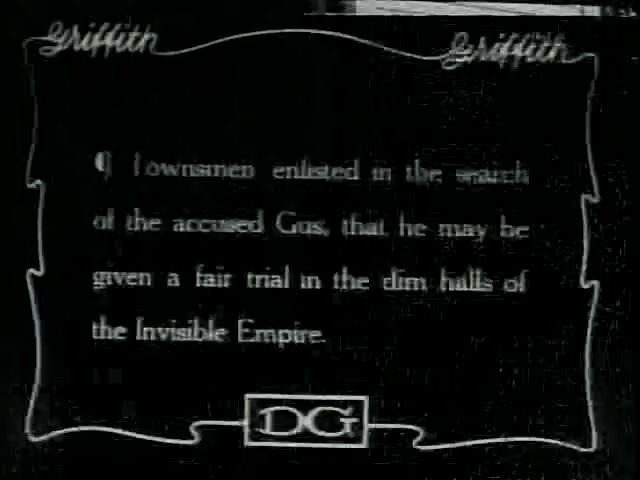 Griffith Griffith
¶ Townsmen enlisted in the search
of the accused Gus, that he may be
given a fair trial in the dim halls of
the Invisible Empire.
DG